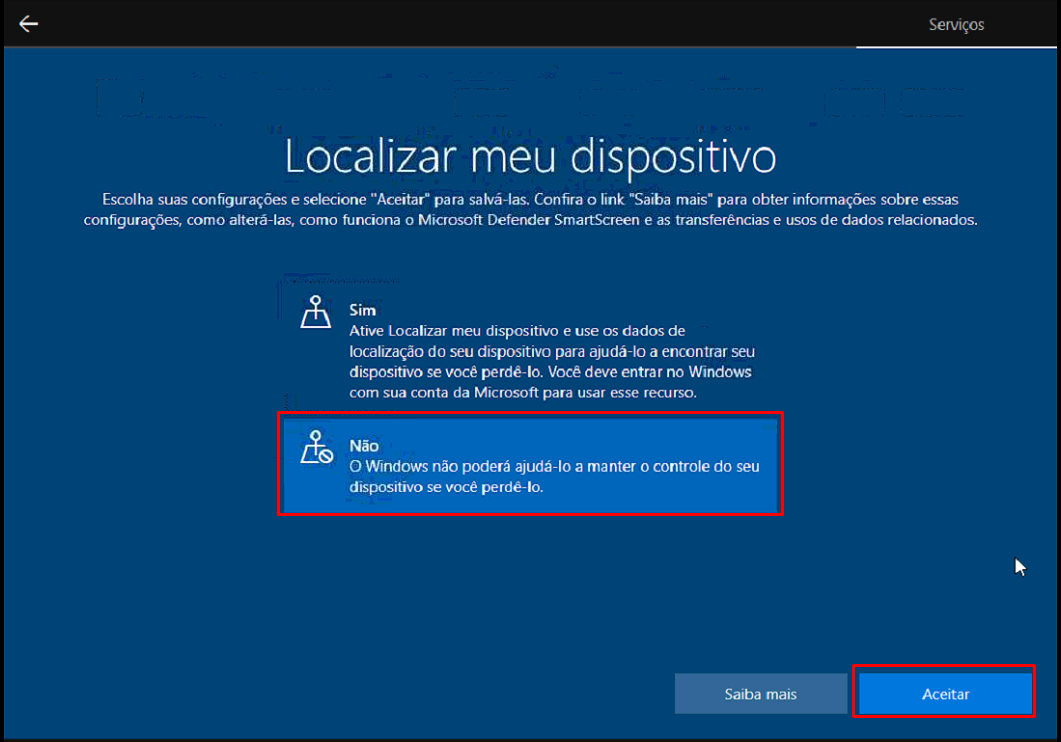 Serviços
Localizar meu dispositivo
Escolha suas configurações e selecione "Aceitar" para salvá-las. Confira o link "Saiba mais" para obter informações sobre essas
configurações, como alterá-las, como funciona o Microsoft Defender SmartScreen e as transferências e usos de dados relacionados.
Sim
Ative Localizar meu dispositivo e use os dados de
localização do seu dispositivo para ajudá-lo a encontrar seu
dispositivo se você perdê-lo. Você deve entrar no Windows
com sua conta da Microsoft para usar esse recurso.
Não
O Windows não poderá ajudá-lo a manter o controle do seu
dispositivo se você perdê-lo.
Saiba mais
Aceitar